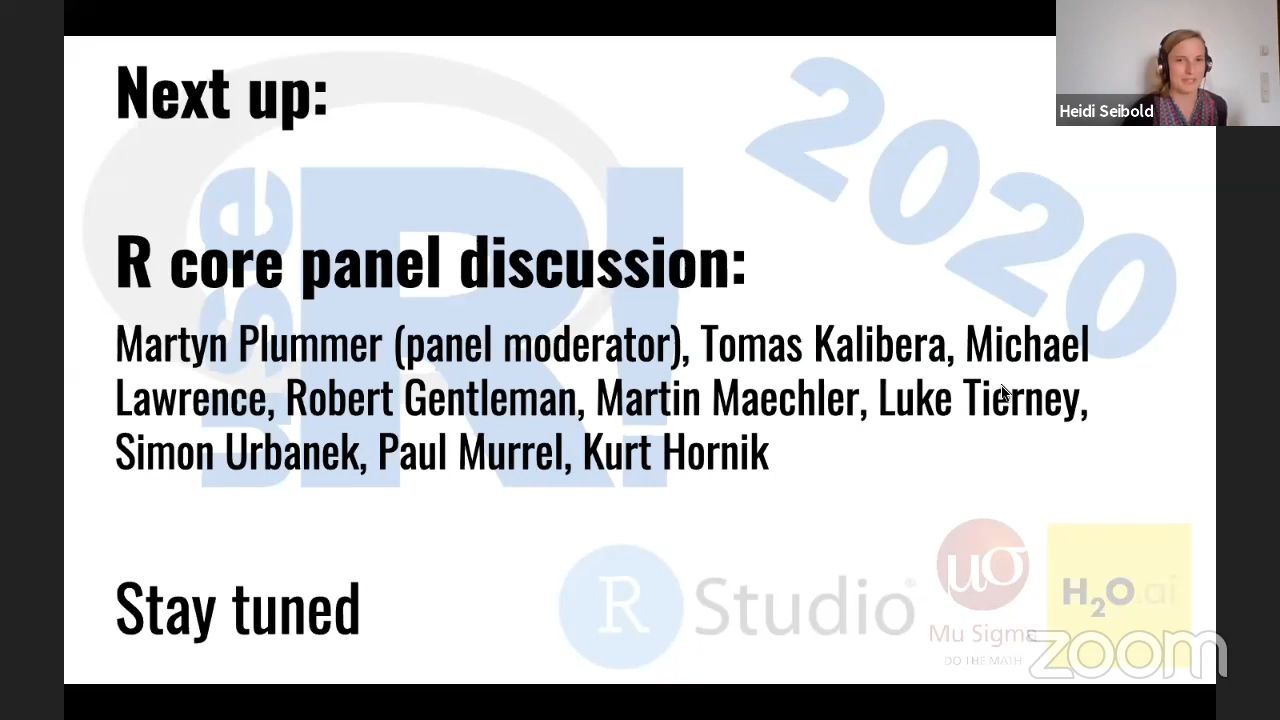 Next up:
2020
use
R!
R core panel discussion:
Martyn Plummer (panel moderator), Tomas Kalibera, Michael
Lawrence, Robert Gentleman, Martin Maechler, Luke Tierney,
Simon Urbanek, Paul Murrel, Kurt Hornik
Stay tuned
R Studio®
μσ
Mu Sigma
DO THE MATH
H2O.ai
zoom
Heidi Seibold